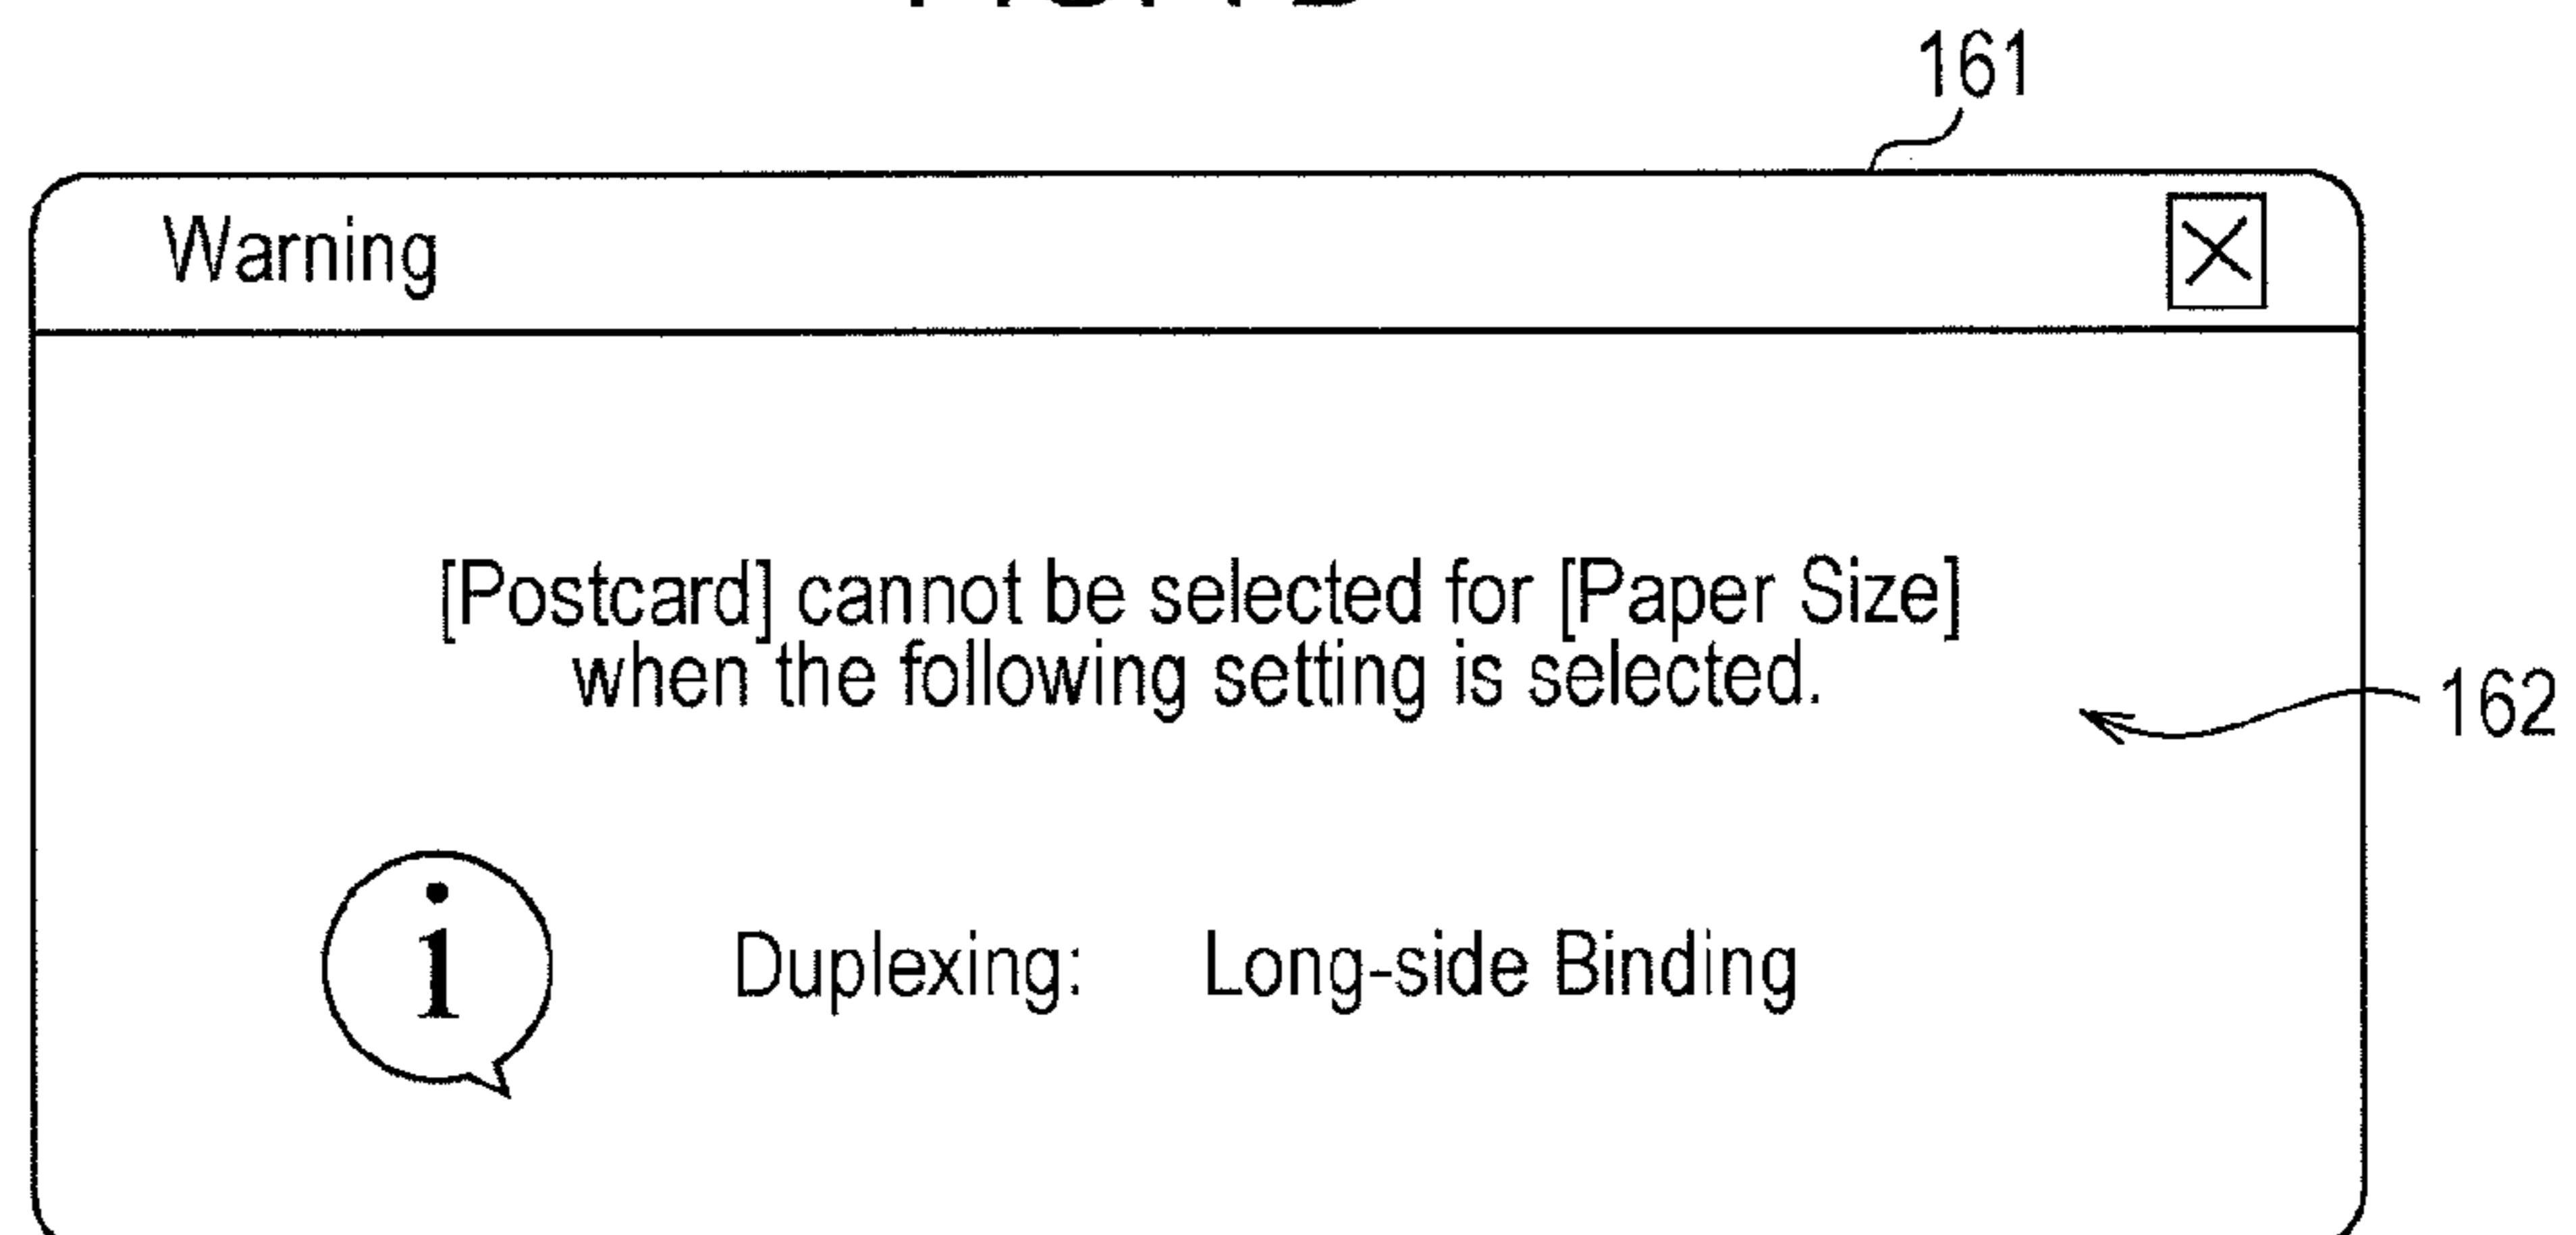 161
Warning
[Postcard] cannot be selected for [Paper Size]
when the following setting is selected.
162
i
Duplexing: Long-side Binding